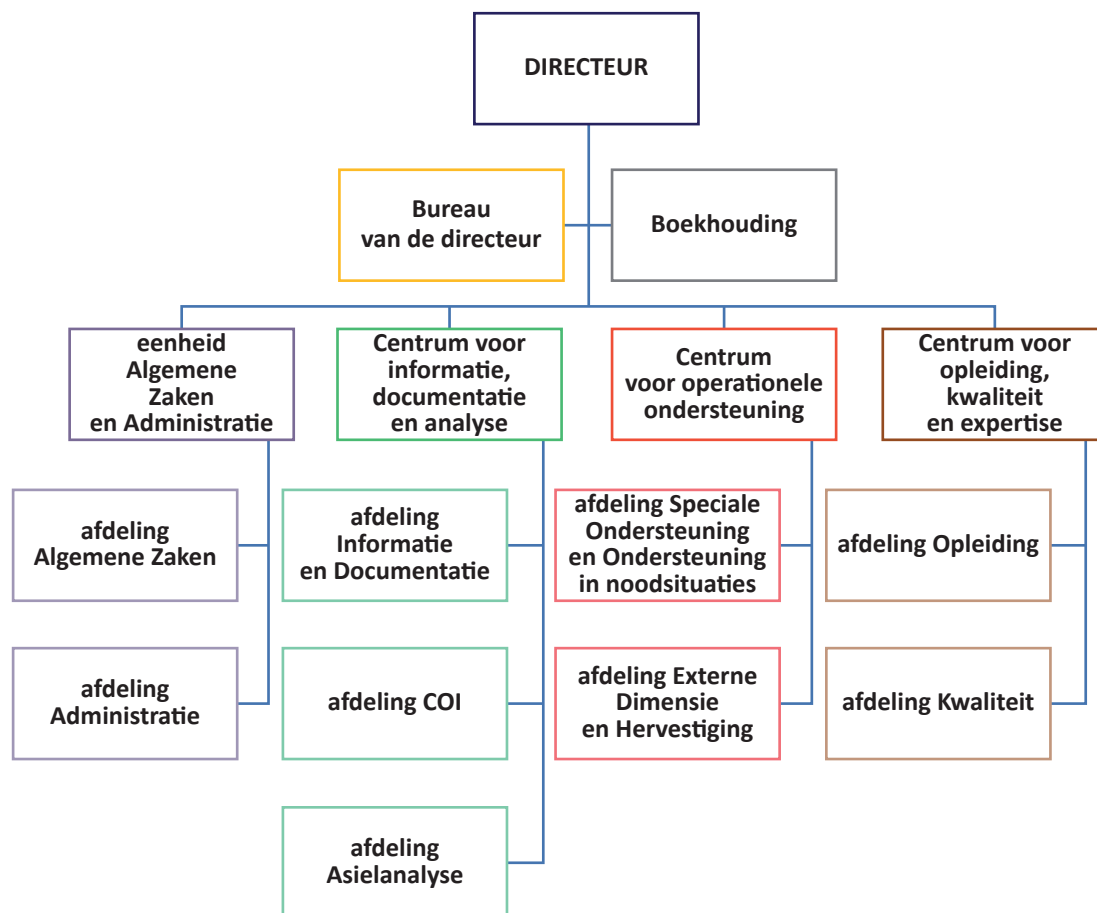 DIRECTEUR
Bureau
van de directeur
Boekhouding
eenheid
Algemene
Zaken
en Administratie
Centrum voor
informatie,
documentatie
en analyse
Centrum
voor operationele
ondersteuning
Centrum voor
opleiding,
kwaliteit
en expertise
afdeling
Algemene Zaken
afdeling
Informatie
en Documentatie
afdeling Speciale
Ondersteuning
en Ondersteuning
in noodsituaties
afdeling Opleiding
afdeling
Administratie
afdeling COI
afdeling Externe
Dimensie
en Hervestiging
afdeling Kwaliteit
afdeling
Asielanalyse